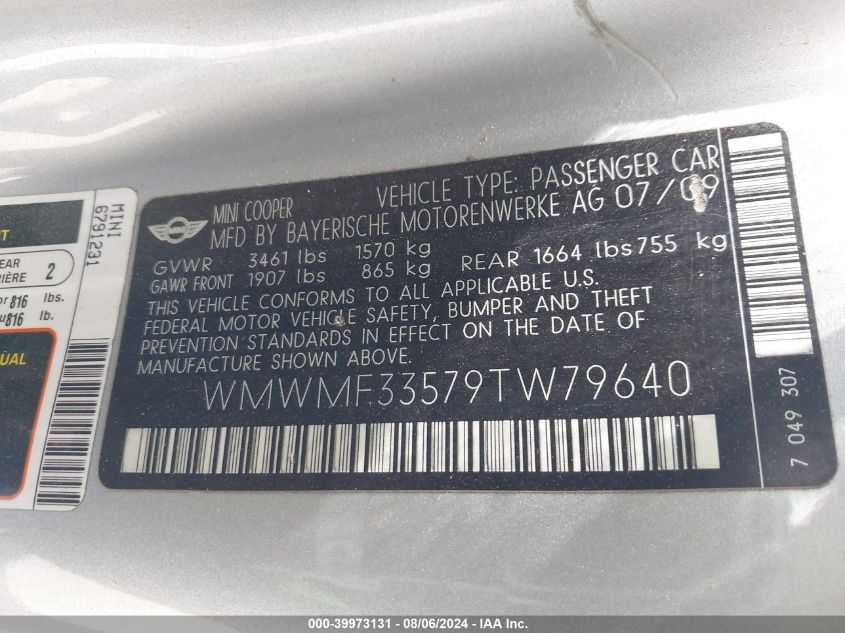 MINI COOPER VEHICLE TYPE: PASSENGER CAR
MFD BY BAYERISCHE MOTORENWERKE AG 07/09
GVWR 3461 lbs 1570 kg
GAWR FRONT 1907 lbs 865 kg REAR 1664 lbs 755 kg
THIS VEHICLE CONFORMS TO ALL APPLICABLE U.S.
FEDERAL MOTOR VEHICLE SAFETY, BUMPER AND THEFT
PREVENTION STANDARDS IN EFFECT ON THE DATE OF
MANUFACTURE SHOWN ABOVE.
WMWMF33579TW79640
7 049 307
MINI
6791231
2
816 lbs.
816 lb.
000-39973131 - 08/06/2024 - © IAA Inc.